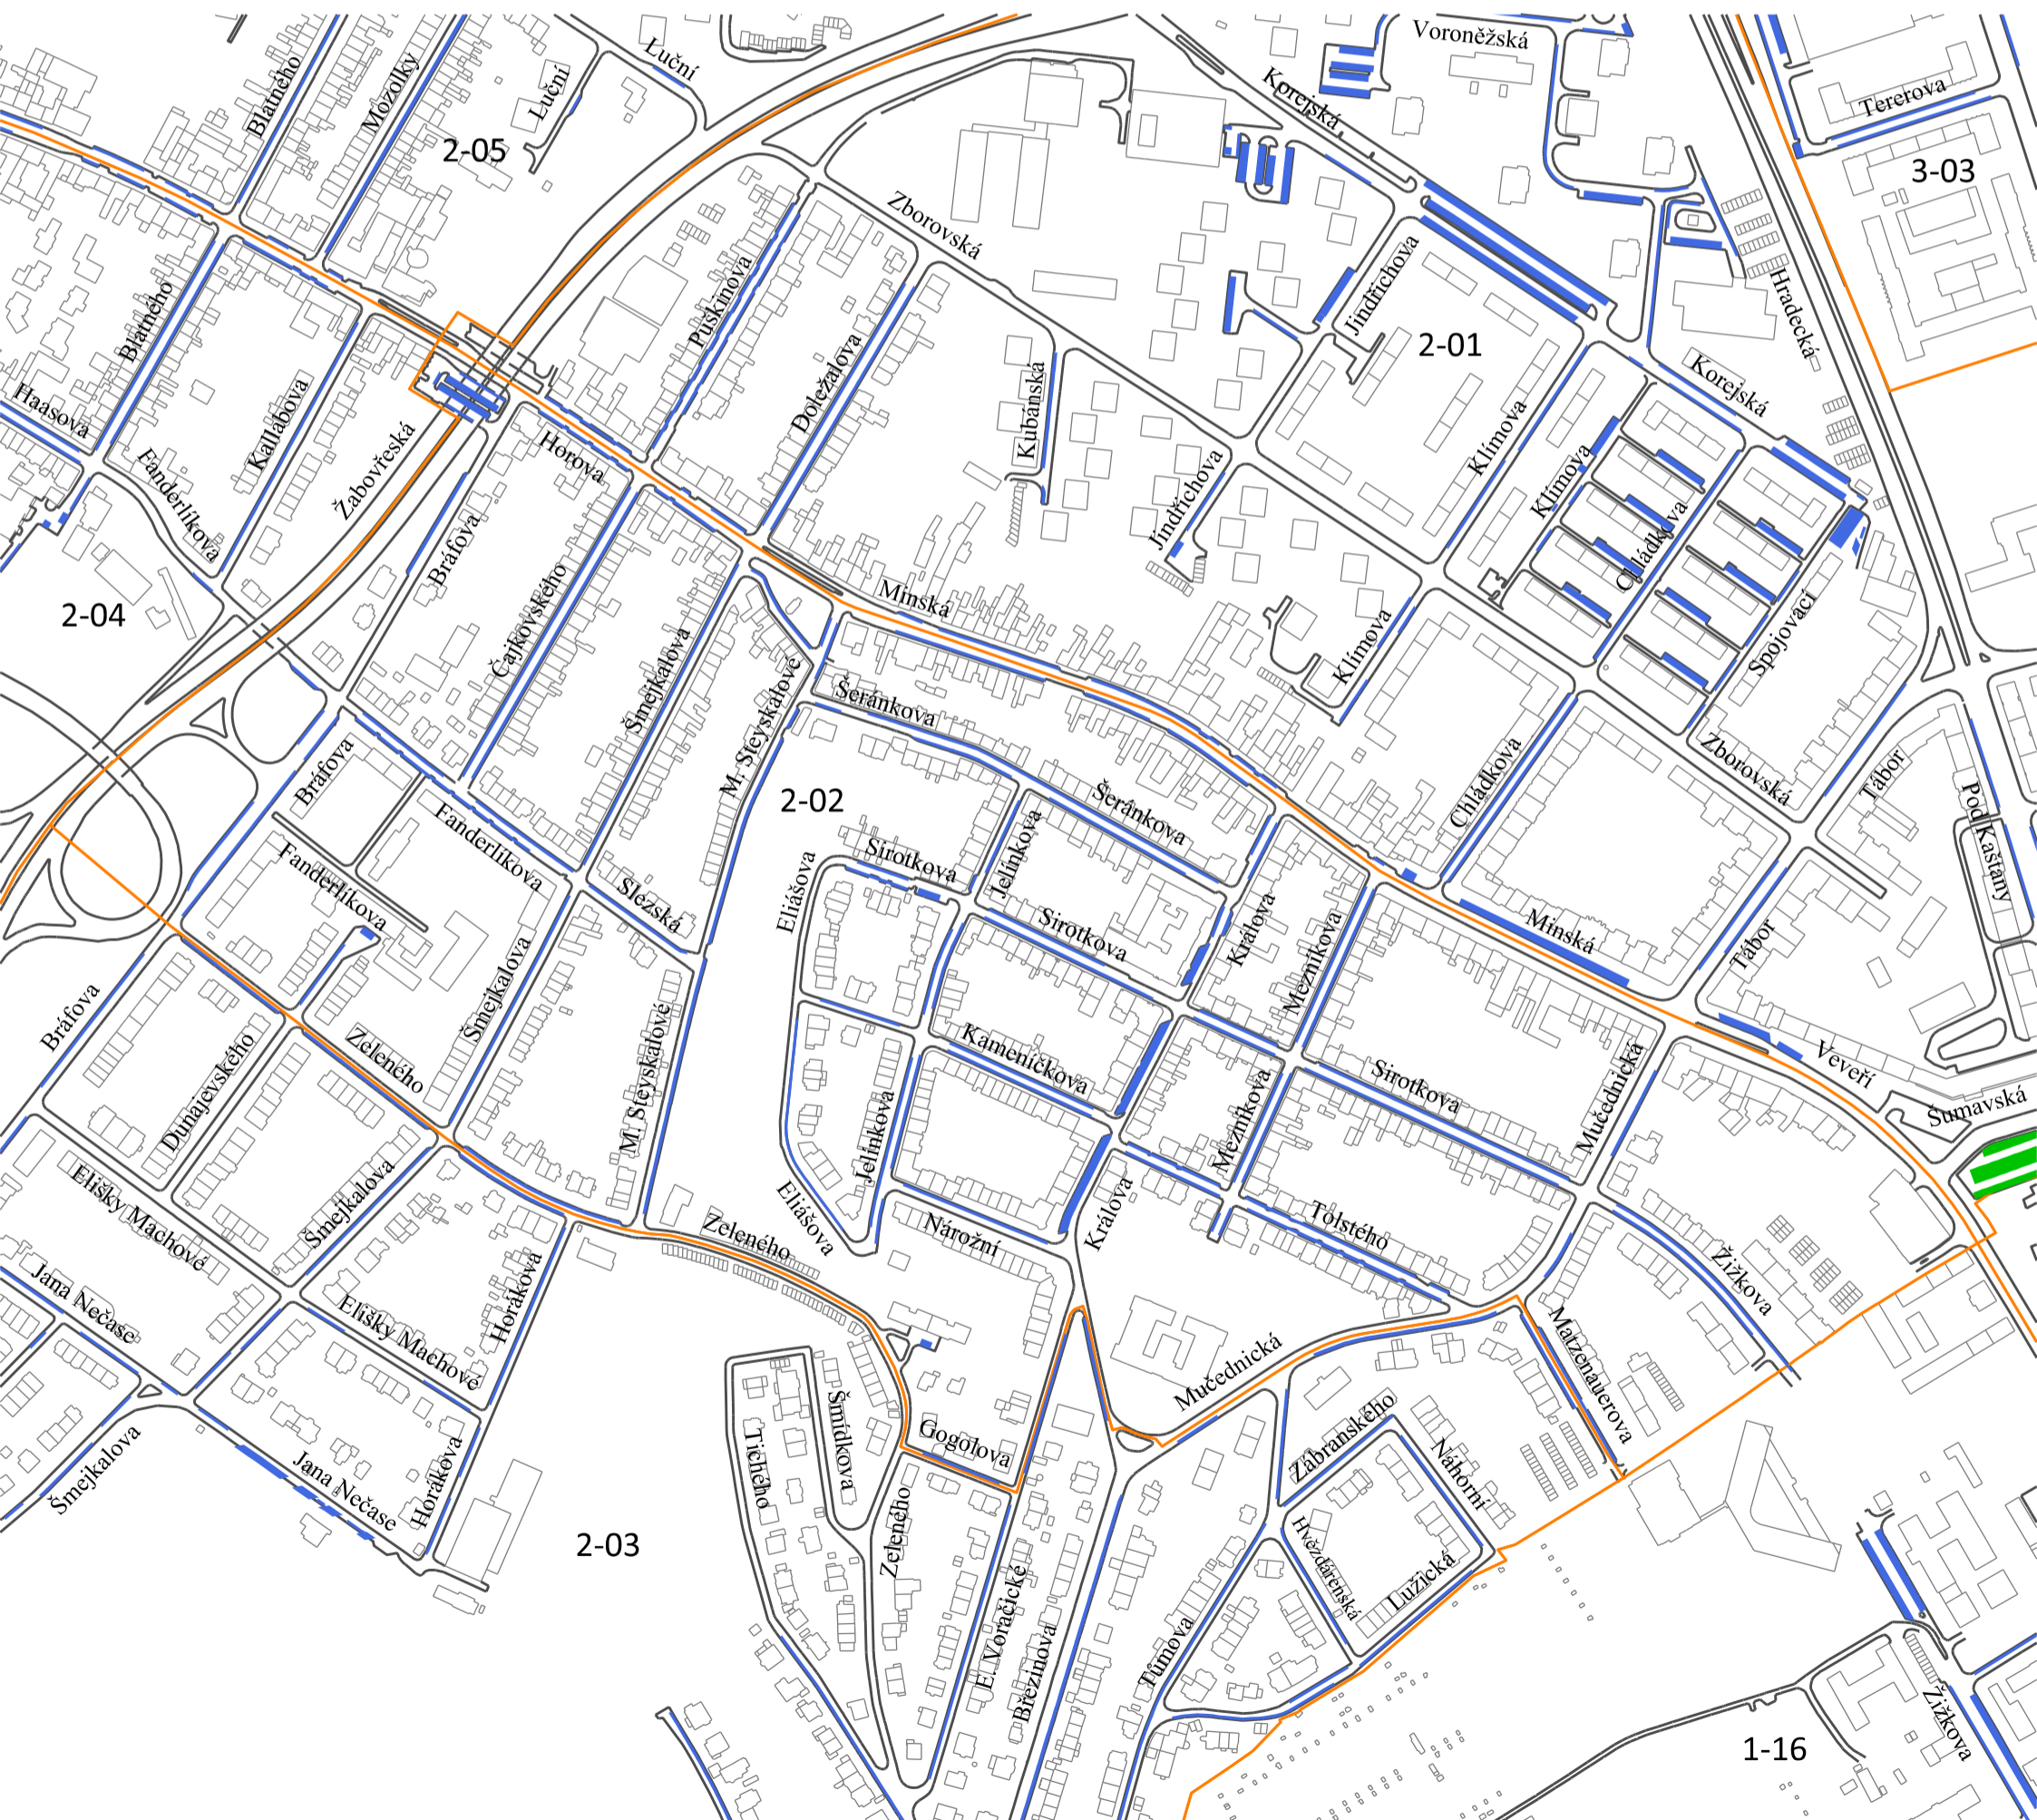 Luční
Voroněžská
Blatného
Mozolky
Luční
Korejská
Tererova
2-05
3-03
Zborovská
Jindřichova
Hradecká
Blatného
Puškinova
2-01
Doležalova
Korejská
Haasova
Kallabova
Kubánská
Žabovřeská
Horova
Klímova
Klímova
Fanderlíkova
Jindřichova
Bráfova
Chládkova
2-04
Čajkovského
Minská
Spojovací
Klímova
Šmejkalova
M. Steyskalové
Šeránkova
Bráfova
Zborovská
Tábor
Chládkova
2-02
Šeránkova
Pod Kaštany
Fanderlíkova
Sirotkova
Jelínkova
Fanderlíkova
Eliášova
Slezská
Sirotkova
Králova
Mezníkova
Minská
Tábor
Šmejkalova
Bráfova
Zeleného
Kameníčkova
Sirotkova
Veveří
Dunajevského
M. Steyskalové
Mučednická
Šumavská
Jelínkova
Mezníkova
Elišky Machové
Šmejkalova
Eliášova
Zeleného
Nárožní
Králova
Tolstého
Žižkova
Jana Nečase
Horákova
Elišky Machové
Mučednická
Matzenauerova
Šmídkova
Gogolova
Zábranského
Tichého
Náhorní
Šmejkalova
Jana Nečase
Horákova
Zeleného
Hvězdárenská
2-03
Lužická
E. Voračické
Březinova
Tůmova
Žižkova
1-16